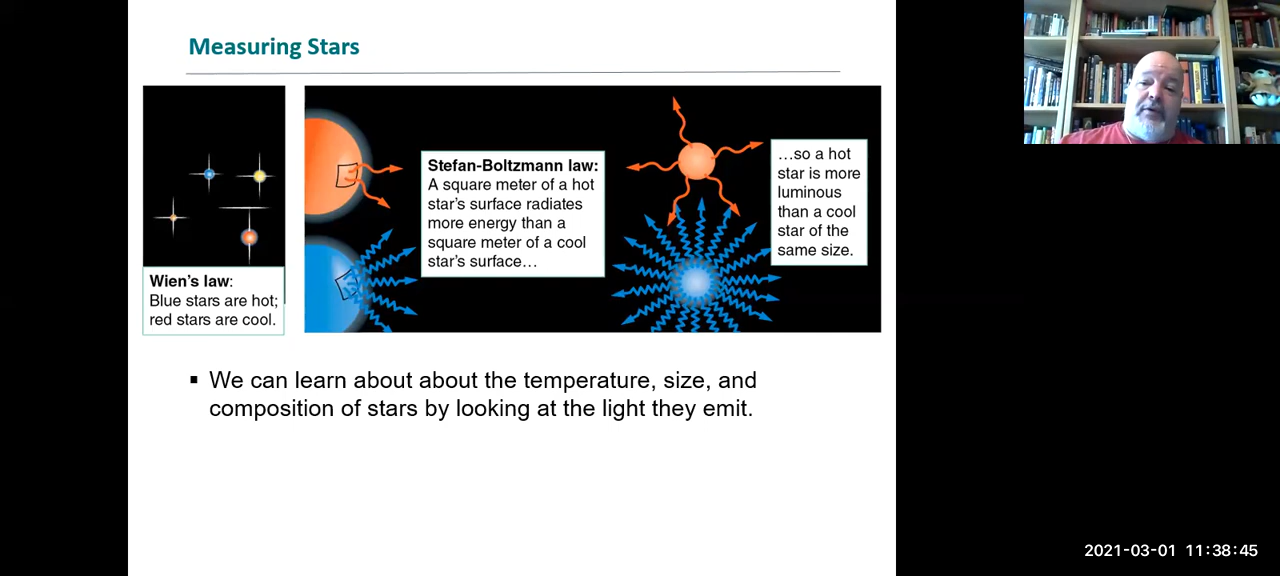 Measuring Stars
Wien's law:
Blue stars are hot;
red stars are cool.
Stefan-Boltzmann law:
A square meter of a hot
star's surface radiates
more energy than a
square meter of a cool
star's surface…
…so a hot
star is more
luminous
than a cool
star of the
same size.
▪ We can learn about about the temperature, size, and
composition of stars by looking at the light they emit.
2021-03-01 11:38:45